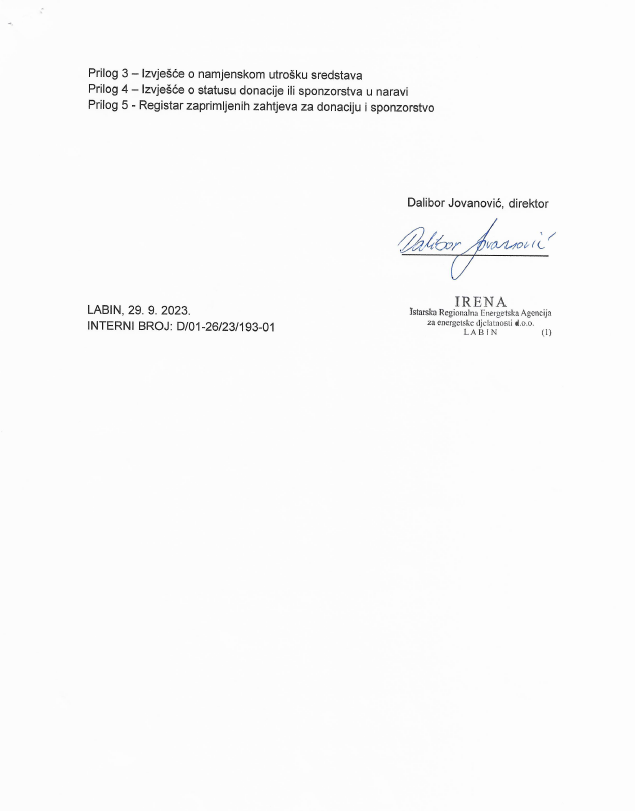 Prilog 3 – Izvješće o namjenskom utrošku sredstava
Prilog 4 – Izvješće o statusu donacije ili sponzorstva u naravi
Prilog 5 - Registar zaprimljenih zahtjeva za donaciju i sponzorstvo
Dalibor Jovanović, direktor
Dalibor Jovanović
LABIN, 29. 9. 2023.
INTERNI BROJ: D/01-26/23/193-01
IRENA
Istarska Regionalna Energetska Agencija
za energetske djelatnosti d.o.o.
LABIN (1)